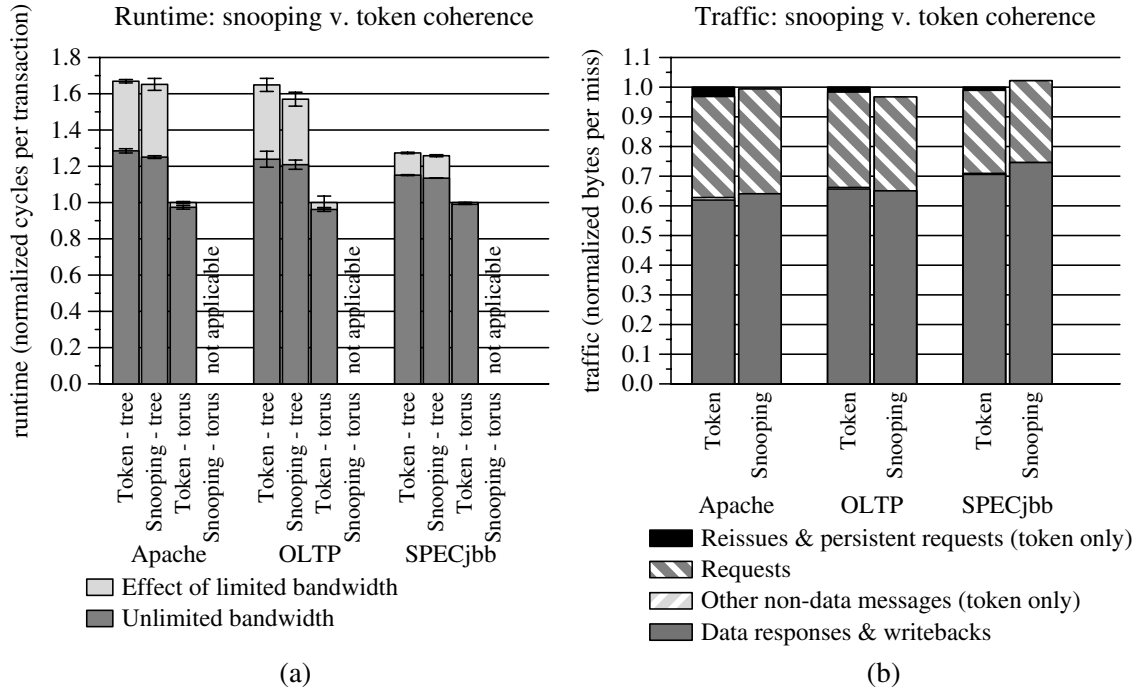 Runtime: snooping v. token coherence
runtime (normalized cycles per transaction)
1.8
1.6
1.4
1.2
1.0
0.8
0.6
0.4
0.2
0.0
not applicable
not applicable
not applicable
Token - tree
Snooping - tree
Token - torus
Snooping - torus
Token - tree
Snooping - tree
Token - torus
Snooping - torus
Token - tree
Snooping - tree
Token - torus
Snooping - torus
Apache
OLTP
SPECjbb
Effect of limited bandwidth
Unlimited bandwidth
(a)
Traffic: snooping v. token coherence
traffic (normalized bytes per miss)
1.1
1.0
0.9
0.8
0.7
0.6
0.5
0.4
0.3
0.2
0.1
0.0
Token
Snooping
Token
Snooping
Token
Snooping
Apache
OLTP
SPECjbb
Reissues & persistent requests (token only)
Requests
Other non-data messages (token only)
Data responses & writebacks
(b)